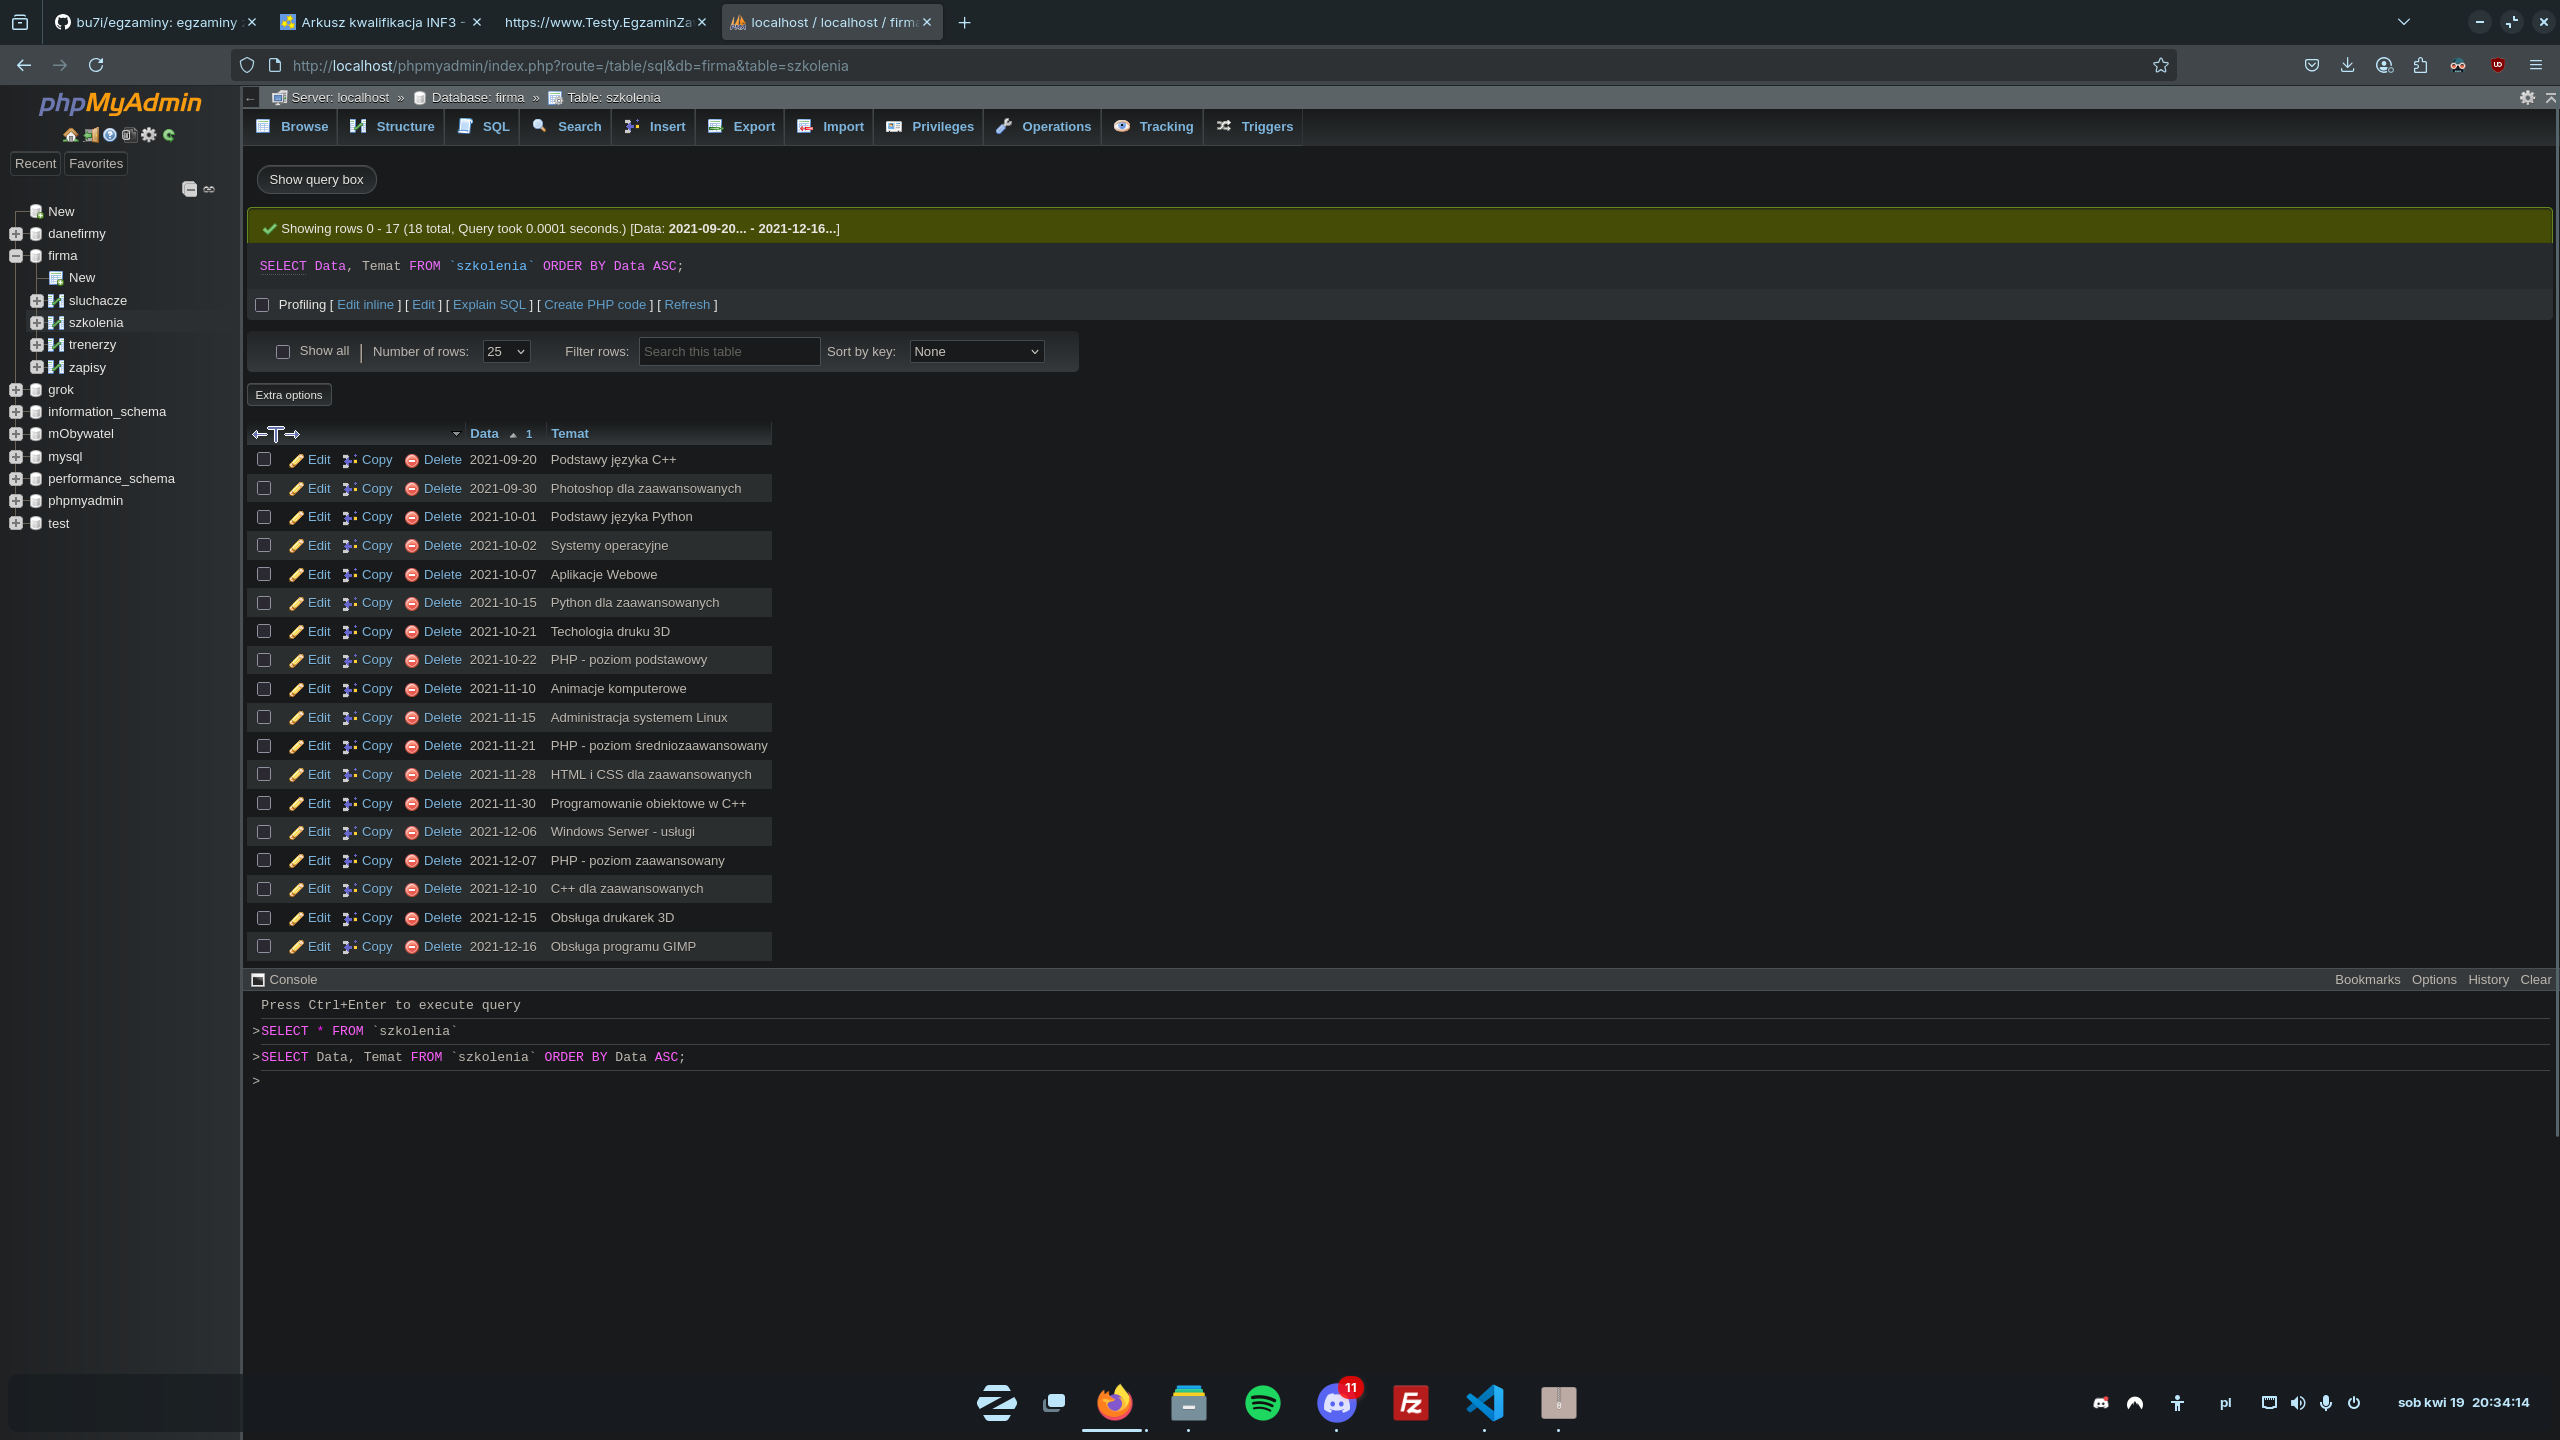 bu7i/egzaminy: egzaminy
Arkusz kwalifikacja INF3 -
https://www.Testy.EgzaminZa
localhost / localhost / firma
http://localhost/phpmyadmin/index.php?route=/table/sql&db=firma&table=szkolenia
phpMyAdmin
Recent Favorites
New
danefirmy
firma
New
sluchacze
szkolenia
trenerzy
zapisy
grok
information_schema
mObywatel
mysql
performance_schema
phpmyadmin
test
Server: localhost » Database: firma » Table: szkolenia
Browse Structure SQL Search Insert Export Import Privileges Operations Tracking Triggers
Show query box
Showing rows 0 - 17 (18 total, Query took 0.0001 seconds.) [Data: 2021-09-20... - 2021-12-16...]
SELECT Data, Temat FROM `szkolenia` ORDER BY Data ASC;
Profiling [ Edit inline ] [ Edit ] [ Explain SQL ] [ Create PHP code ] [ Refresh ]
Show all | Number of rows: 25 Filter rows: Search this table Sort by key: None
Extra options
←T→ Data 1 Temat
Edit Copy Delete 2021-09-20 Podstawy języka C++
Edit Copy Delete 2021-09-30 Photoshop dla zaawansowanych
Edit Copy Delete 2021-10-01 Podstawy języka Python
Edit Copy Delete 2021-10-02 Systemy operacyjne
Edit Copy Delete 2021-10-07 Aplikacje Webowe
Edit Copy Delete 2021-10-15 Python dla zaawansowanych
Edit Copy Delete 2021-10-21 Techologia druku 3D
Edit Copy Delete 2021-10-22 PHP - poziom podstawowy
Edit Copy Delete 2021-11-10 Animacje komputerowe
Edit Copy Delete 2021-11-15 Administracja systemem Linux
Edit Copy Delete 2021-11-21 PHP - poziom średniozaawansowany
Edit Copy Delete 2021-11-28 HTML i CSS dla zaawansowanych
Edit Copy Delete 2021-11-30 Programowanie obiektowe w C++
Edit Copy Delete 2021-12-06 Windows Serwer - usługi
Edit Copy Delete 2021-12-07 PHP - poziom zaawansowany
Edit Copy Delete 2021-12-10 C++ dla zaawansowanych
Edit Copy Delete 2021-12-15 Obsługa drukarek 3D
Edit Copy Delete 2021-12-16 Obsługa programu GIMP
Console Bookmarks Options History Clear
Press Ctrl+Enter to execute query
>SELECT * FROM `szkolenia`
>SELECT Data, Temat FROM `szkolenia` ORDER BY Data ASC;
>
11
Fz
pl
sob kwi 19 20:34:14